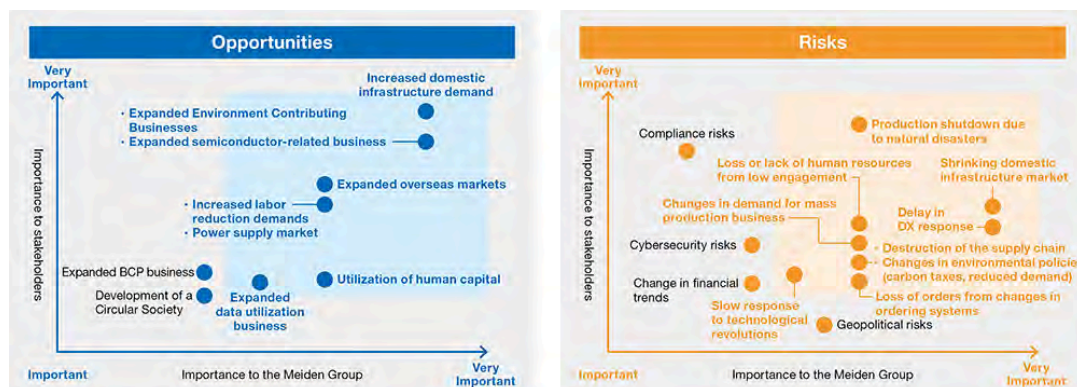 Opportunities
Very
Important
Importance to stakeholders
Increased domestic
infrastructure demand
・Expanded Environment Contributing
Businesses
・Expanded semiconductor-related business
Expanded overseas markets
・Increased labor
reduction demands
・Power supply market
Expanded BCP business
Development of a
Circular Society
Expanded
data utilization
business
Utilization of human capital
Important
Importance to the Meiden Group
Very
Important
Risks
Very
Important
Importance to stakeholders
Compliance risks
Production shutdown due
to natural disasters
Loss or lack of human resources
from low engagement
Shrinking domestic
infrastructure market
Changes in demand for mass
production business
Delay in
DX response
Cybersecurity risks
・Destruction of the supply chain
・Changes in environmental policie
(carbon taxes, reduced demand)
Change in financial
trends
Loss of orders from changes in
ordering systems
Slow response
to technological
revolutions
Geopolitical risks
Important
Importance to the Meiden Group
Very
Important